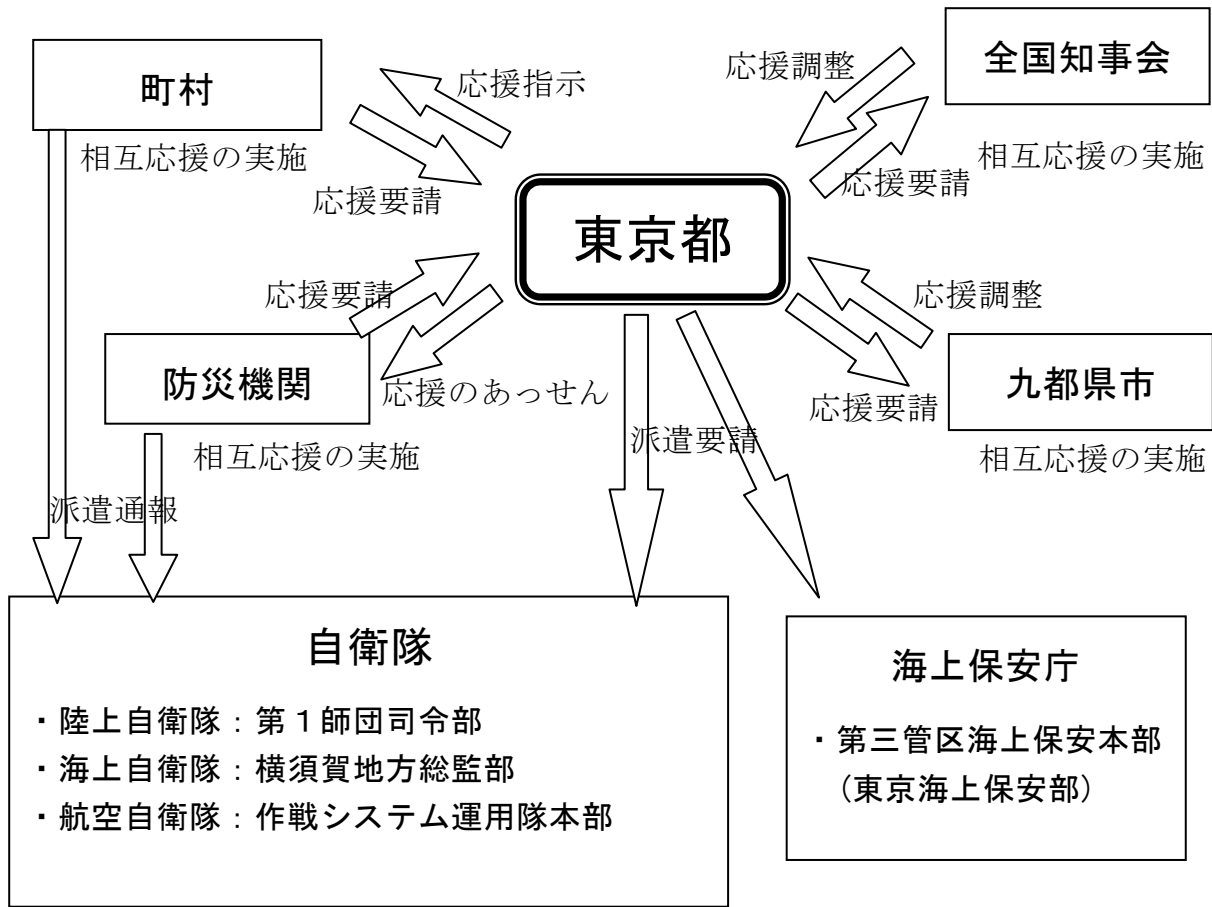 町村
応援指示
応援調整
全国知事会
相互応援の実施
応援要請
応援要請
相互応援の実施
東京都
応援要請
応援調整
防災機関
応援のあっせん
応援要請
九都県市
相互応援の実施
派遣要請
相互応援の実施
派遣通報
自衛隊
・陸上自衛隊：第１師団司令部
・海上自衛隊：横須賀地方総監部
・航空自衛隊：作戦システム運用隊本部
海上保安庁
・第三管区海上保安本部
（東京海上保安部）